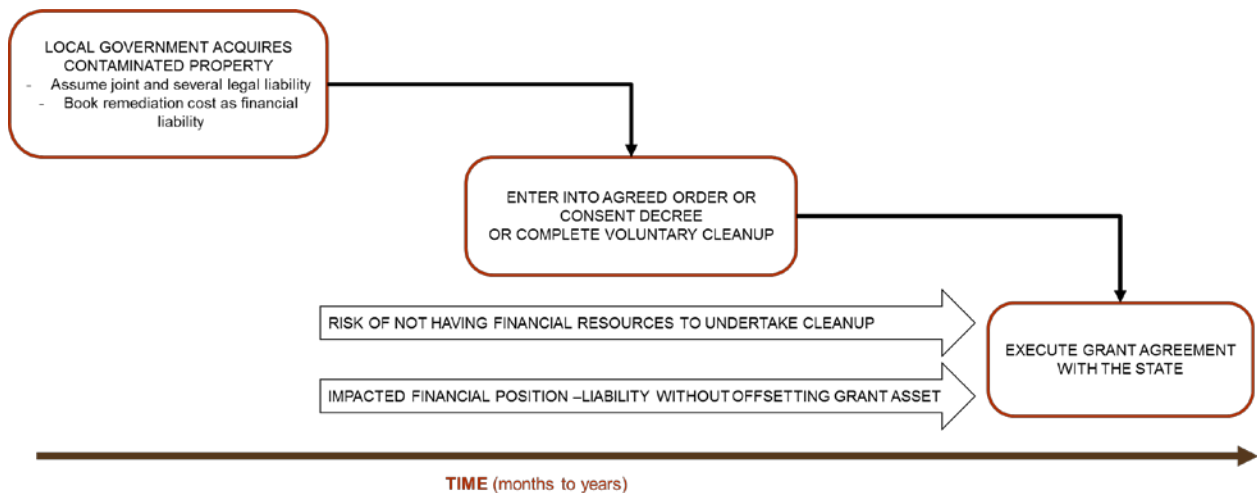 LOCAL GOVERNMENT ACQUIRES
CONTAMINATED PROPERTY
- Assume joint and several legal liability
- Book remediation cost as financial
liability
ENTER INTO AGREED ORDER OR
CONSENT DECREE
OR COMPLETE VOLUNTARY CLEANUP
RISK OF NOT HAVING FINANCIAL RESOURCES TO UNDERTAKE CLEANUP
EXECUTE GRANT AGREEMENT
WITH THE STATE
IMPACTED FINANCIAL POSITION –LIABILITY WITHOUT OFFSETTING GRANT ASSET
TIME (months to years)